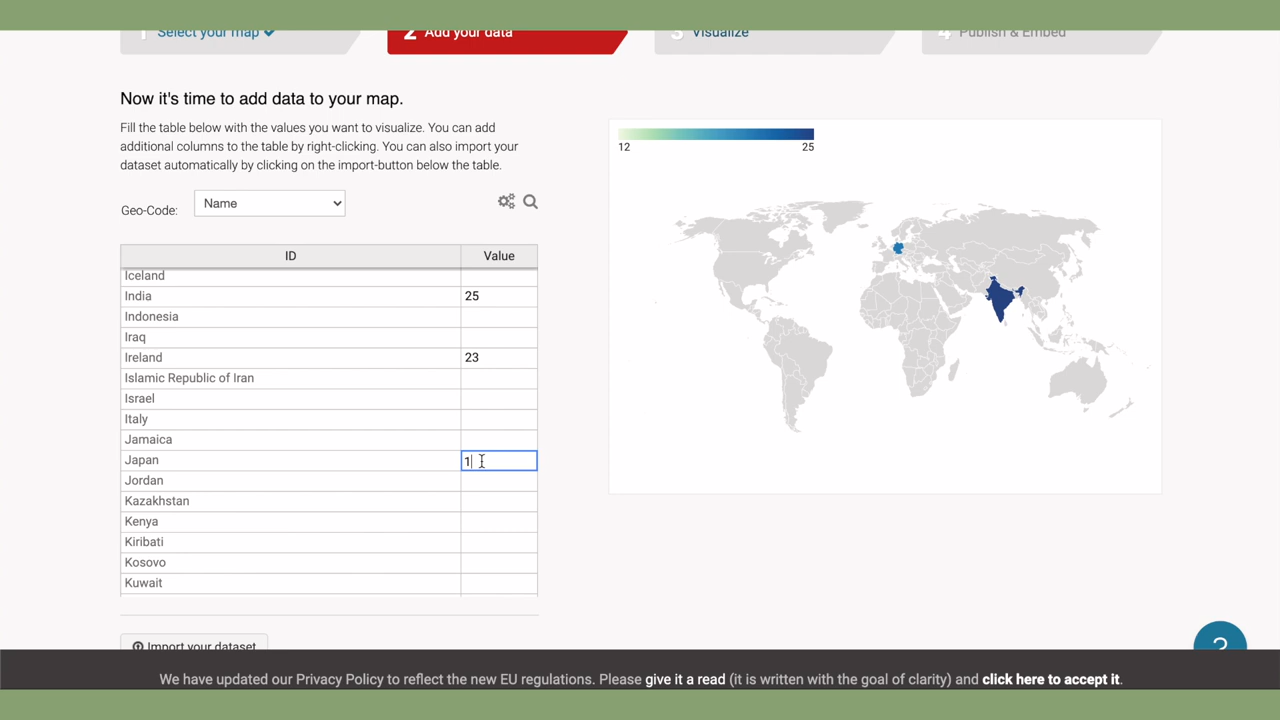 1 Select your map
2 Add your data
3 Visualize
4 Publish & Embed
Now it's time to add data to your map.
Fill the table below with the values you want to visualize. You can add
additional columns to the table by right-clicking. You can also import your
dataset automatically by clicking on the import-button below the table.
Geo-Code:
Name
ID Value
Iceland
India 25
Indonesia
Iraq
Ireland 23
Islamic Republic of Iran
Israel
Italy
Jamaica
Japan 1
Jordan
Kazakhstan
Kenya
Kiribati
Kosovo
Kuwait
Import your dataset
12 25
?
We have updated our Privacy Policy to reflect the new EU regulations. Please give it a read (it is written with the goal of clarity) and click here to accept it.